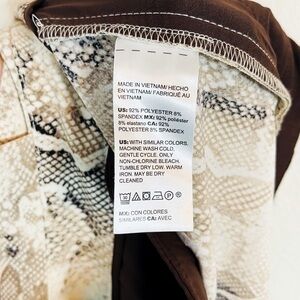 MADE IN VIETNAM/ HECHO
EN VIETNAM/ FABRIQUÉ AU
VIETNAM
US: 92% POLYESTER 8%
SPANDEX MX: 92% poliéster
8% elastano CA: 92%
POLYESTER 8% SPANDEX
US: WITH SIMILAR COLORS.
MACHINE WASH COLD,
GENTLE CYCLE. ONLY
NON-CHLORINE BLEACH.
TUMBLE DRY LOW. WARM
IRON. MAY BE DRY
CLEANED
MX: CON COLORES
SIMILARES CA: AVEC